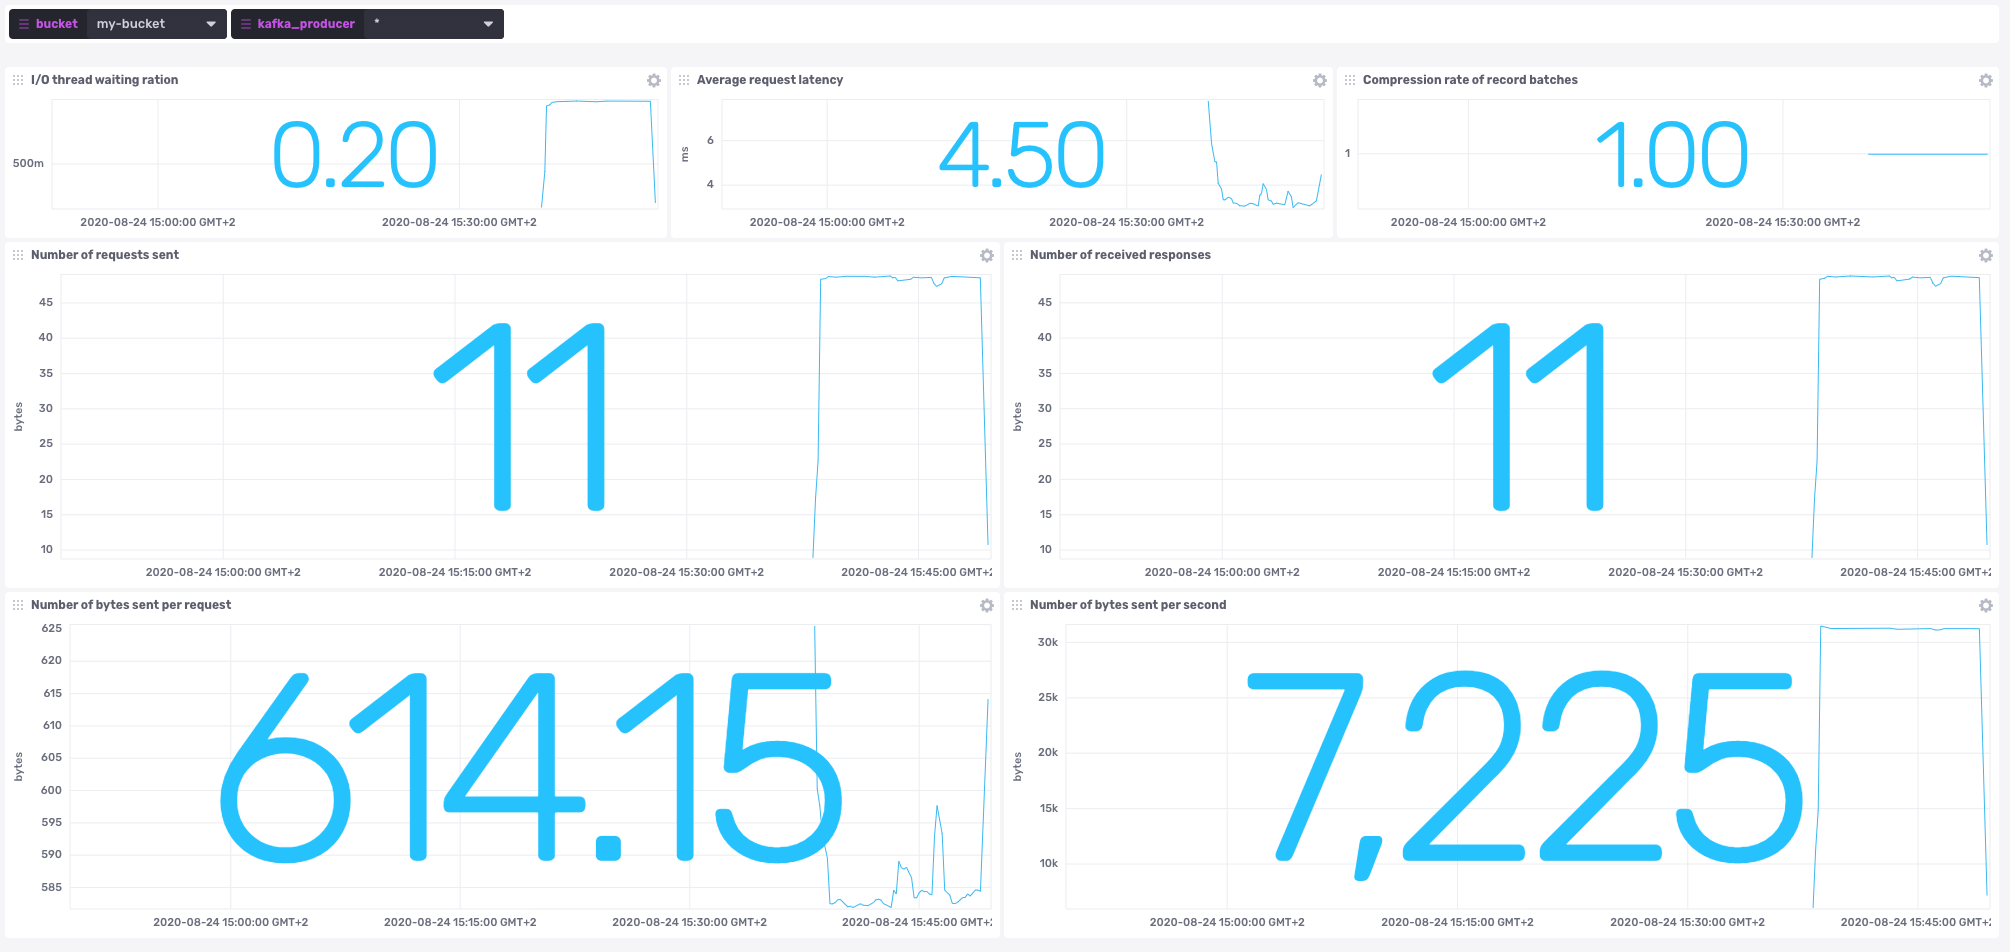 bucket my-bucket kafka_producer *
I/O thread waiting ration
500m
0.20
2020-08-24 15:00:00 GMT+2 2020-08-24 15:30:00 GMT+2
Average request latency
ms
6
4
4.50
2020-08-24 15:00:00 GMT+2 2020-08-24 15:30:00 GMT+2
Compression rate of record batches
1
1.00
2020-08-24 15:00:00 GMT+2 2020-08-24 15:30:00 GMT+2
Number of requests sent
bytes
45
40
35
30
25
20
15
10
11
2020-08-24 15:00:00 GMT+2 2020-08-24 15:15:00 GMT+2 2020-08-24 15:30:00 GMT+2 2020-08-24 15:45:00 GMT+2
Number of received responses
bytes
45
40
35
30
25
20
15
10
11
2020-08-24 15:00:00 GMT+2 2020-08-24 15:15:00 GMT+2 2020-08-24 15:30:00 GMT+2 2020-08-24 15:45:00 GMT+2
Number of bytes sent per request
bytes
625
620
615
610
605
600
595
590
585
614.15
2020-08-24 15:00:00 GMT+2 2020-08-24 15:15:00 GMT+2 2020-08-24 15:30:00 GMT+2 2020-08-24 15:45:00 GMT+2
Number of bytes sent per second
bytes
30k
25k
20k
15k
10k
7,225
2020-08-24 15:00:00 GMT+2 2020-08-24 15:15:00 GMT+2 2020-08-24 15:30:00 GMT+2 2020-08-24 15:45:00 GMT+2